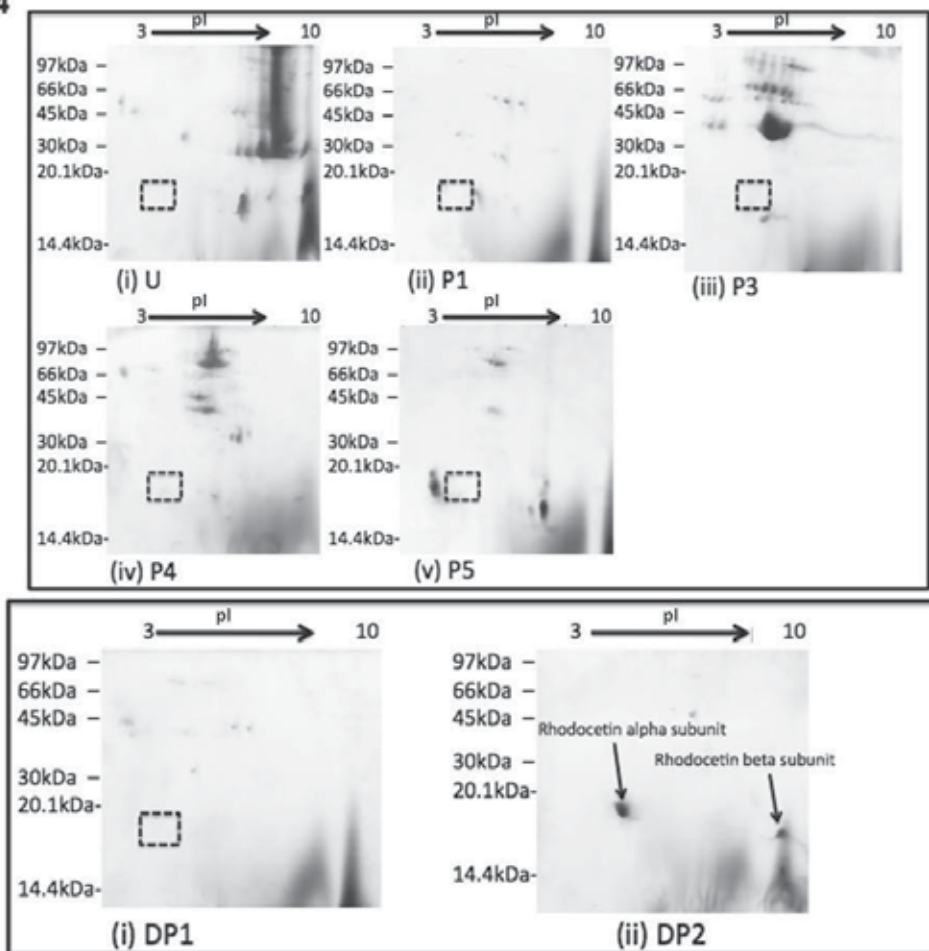 4
pI
3 10
97kDa
66kDa
45kDa
30kDa
20.1kDa
14.4kDa
(i) U
pI
3 10
97kDa
66kDa
45kDa
30kDa
20.1kDa
14.4kDa
(ii) P1
pI
3 10
97kDa
66kDa
45kDa
30kDa
20.1kDa
14.4kDa
(iii) P3
pI
3 10
97kDa
66kDa
45kDa
30kDa
20.1kDa
14.4kDa
(iv) P4
pI
3 10
97kDa
66kDa
45kDa
30kDa
20.1kDa
14.4kDa
(v) P5
pI
3 10
97kDa
66kDa
45kDa
30kDa
20.1kDa
14.4kDa
(i) DP1
pI
3 10
97kDa
66kDa
45kDa
30kDa
20.1kDa
14.4kDa
Rhodocetin alpha subunit
Rhodocetin beta subunit
(ii) DP2